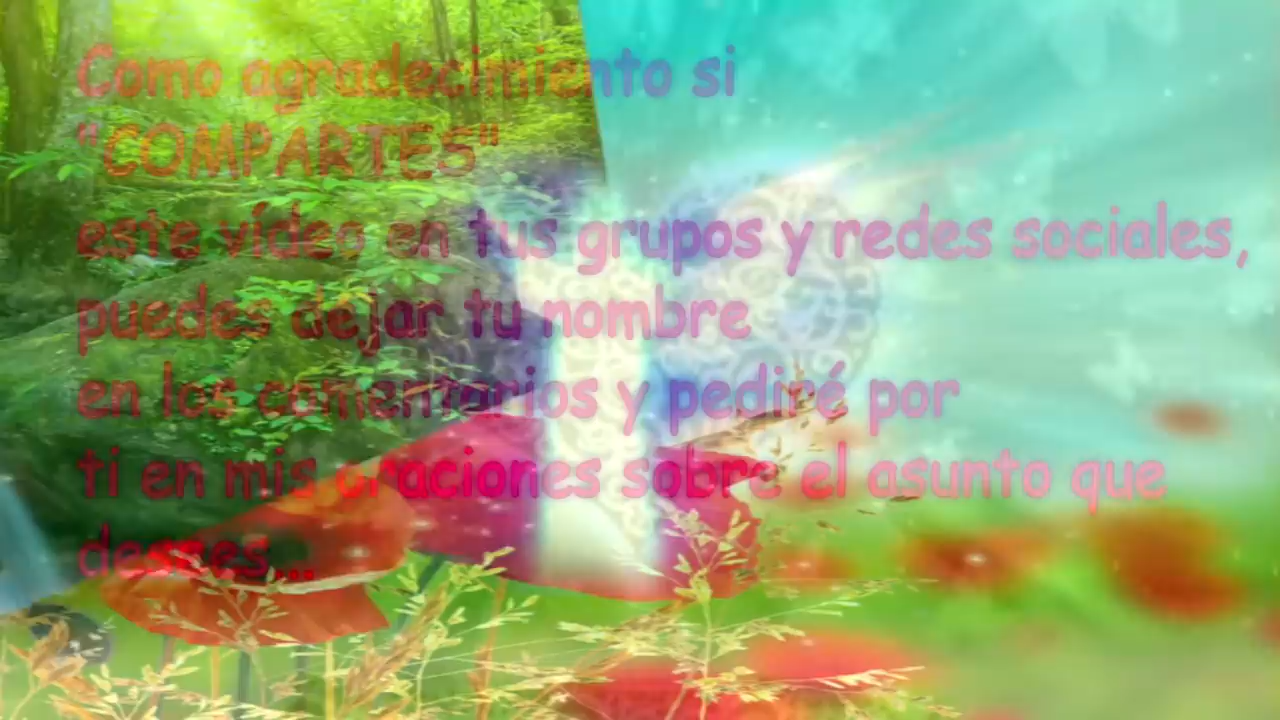 Como agradecimiento si
"COMPARTES"
este vídeo en tus grupos y redes sociales,
puedes dejar tu nombre
en los comentarios y pediré por
ti en mis oraciones sobre el asunto que
desees...